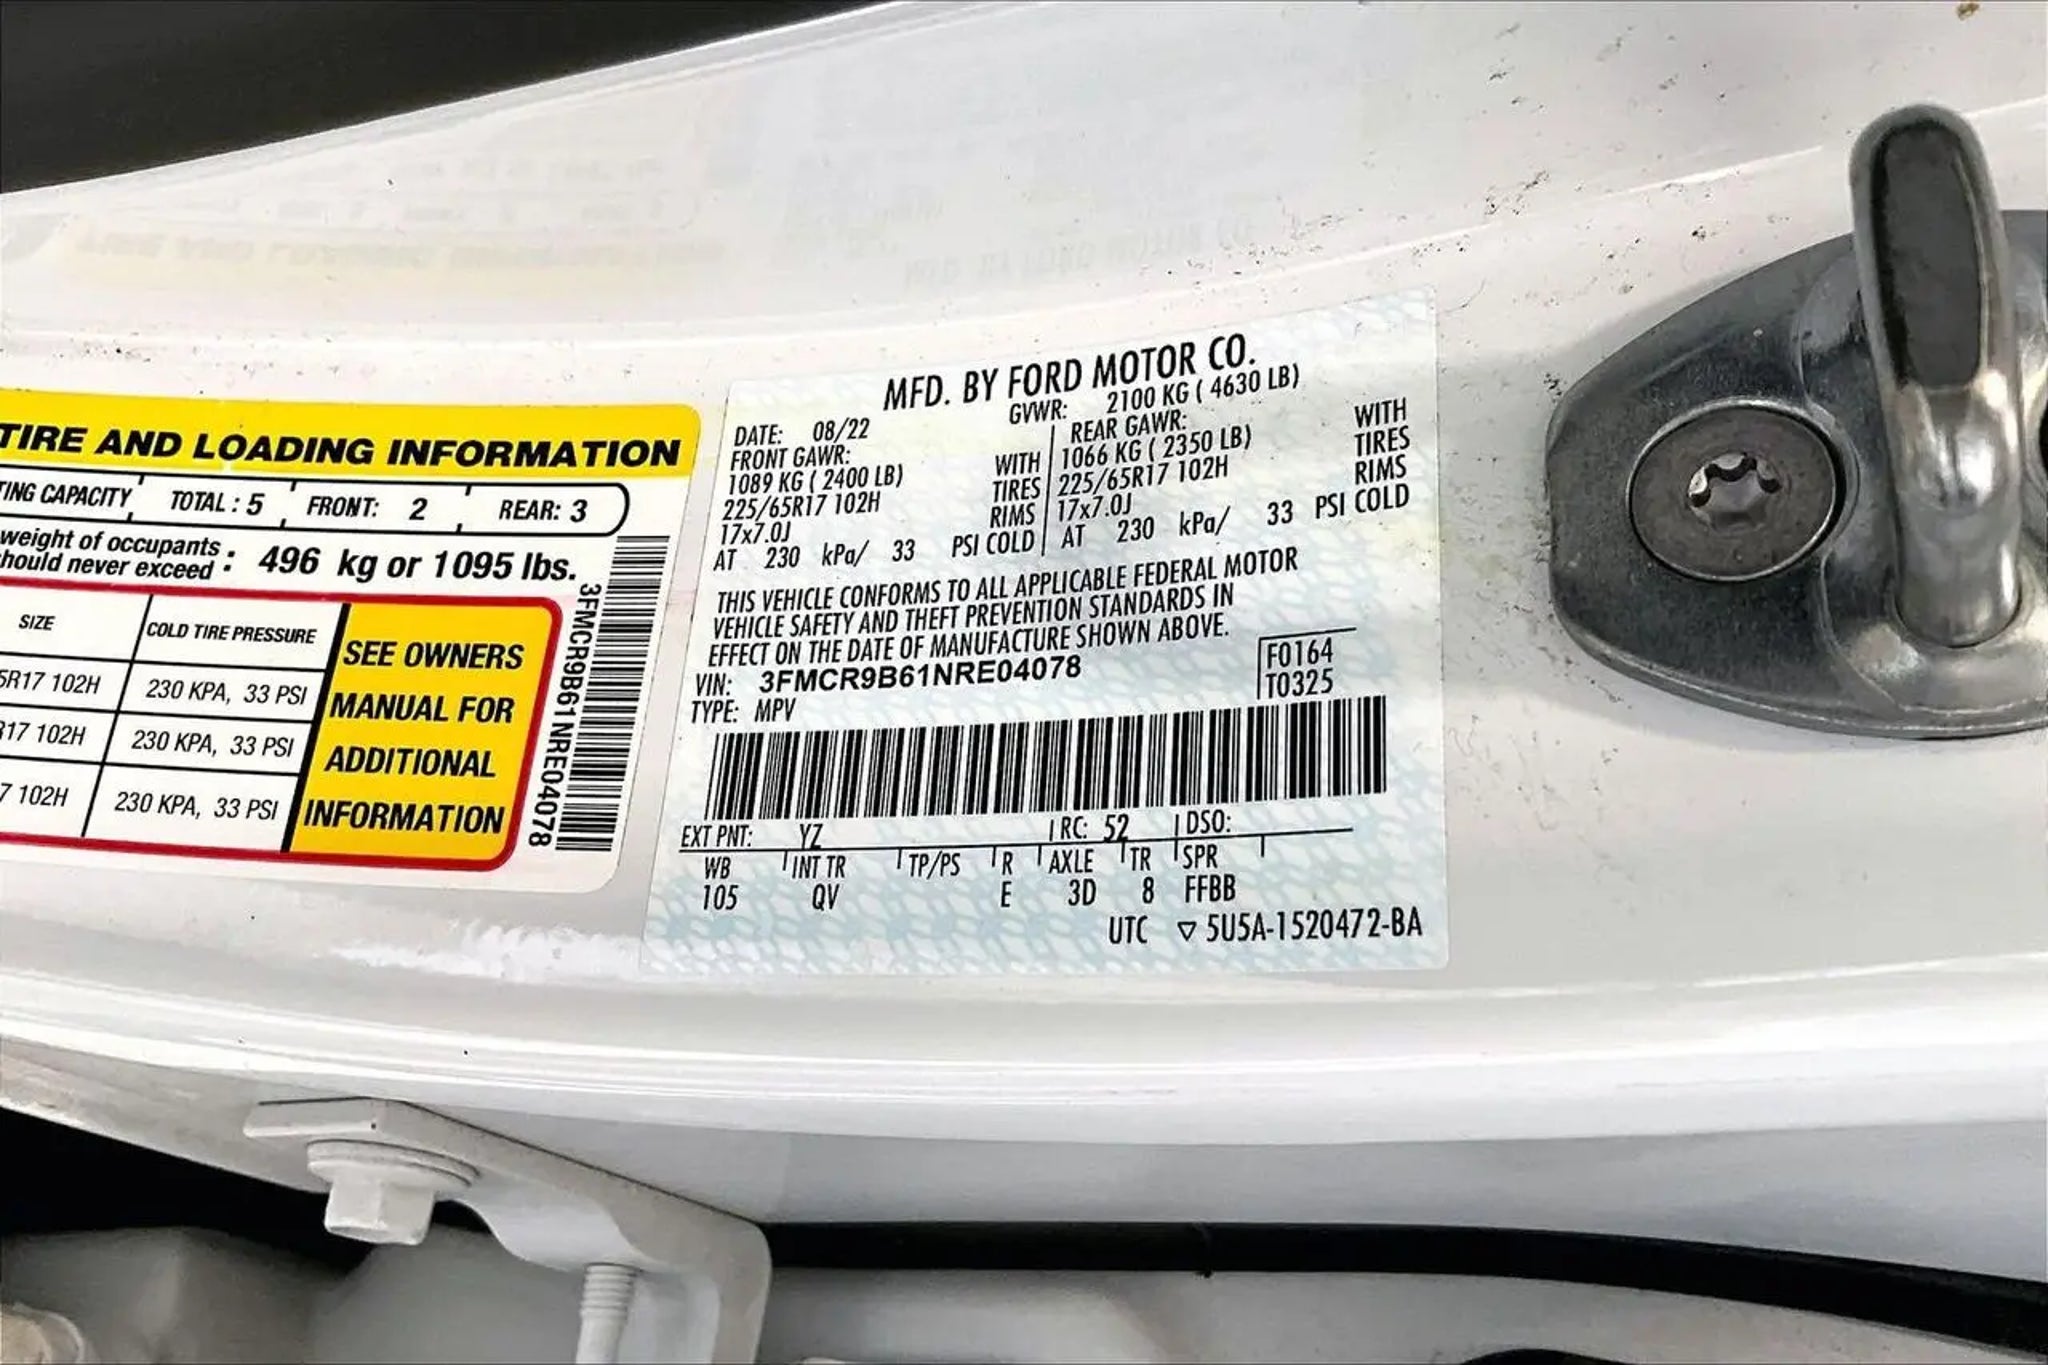 TIRE AND LOADING INFORMATION
TING CAPACITY TOTAL : 5 FRONT: 2 REAR: 3
weight of occupants
hould never exceed : 496 kg or 1095 lbs.
SIZE COLD TIRE PRESSURE
5R17 102H 230 KPA, 33 PSI
R17 102H 230 KPA, 33 PSI
7 102H 230 KPA, 33 PSI
SEE OWNERS
MANUAL FOR
ADDITIONAL
INFORMATION
3FMCR9B61NRE04078
MFD. BY FORD MOTOR CO.
DATE: 08/22 GVWR: 2100 KG ( 4630 LB)
FRONT GAWR: REAR GAWR:
1089 KG ( 2400 LB) WITH 1066 KG ( 2350 LB) WITH
225/65R17 102H TIRES 225/65R17 102H TIRES
17x7.0J RIMS 17x7.0J RIMS
AT 230 kPa/ 33 PSI COLD AT 230 kPa/ 33 PSI COLD
THIS VEHICLE CONFORMS TO ALL APPLICABLE FEDERAL MOTOR
VEHICLE SAFETY AND THEFT PREVENTION STANDARDS IN
EFFECT ON THE DATE OF MANUFACTURE SHOWN ABOVE.
VIN: 3FMCR9B61NRE04078 F0164
TYPE: MPV T0325
EXT PNT: YZ RC: 52 DSO:
WB INT TR TP/PS R AXLE TR SPR
105 QV E 3D 8 FFBB
UTC ▽ 5U5A-1520472-BA